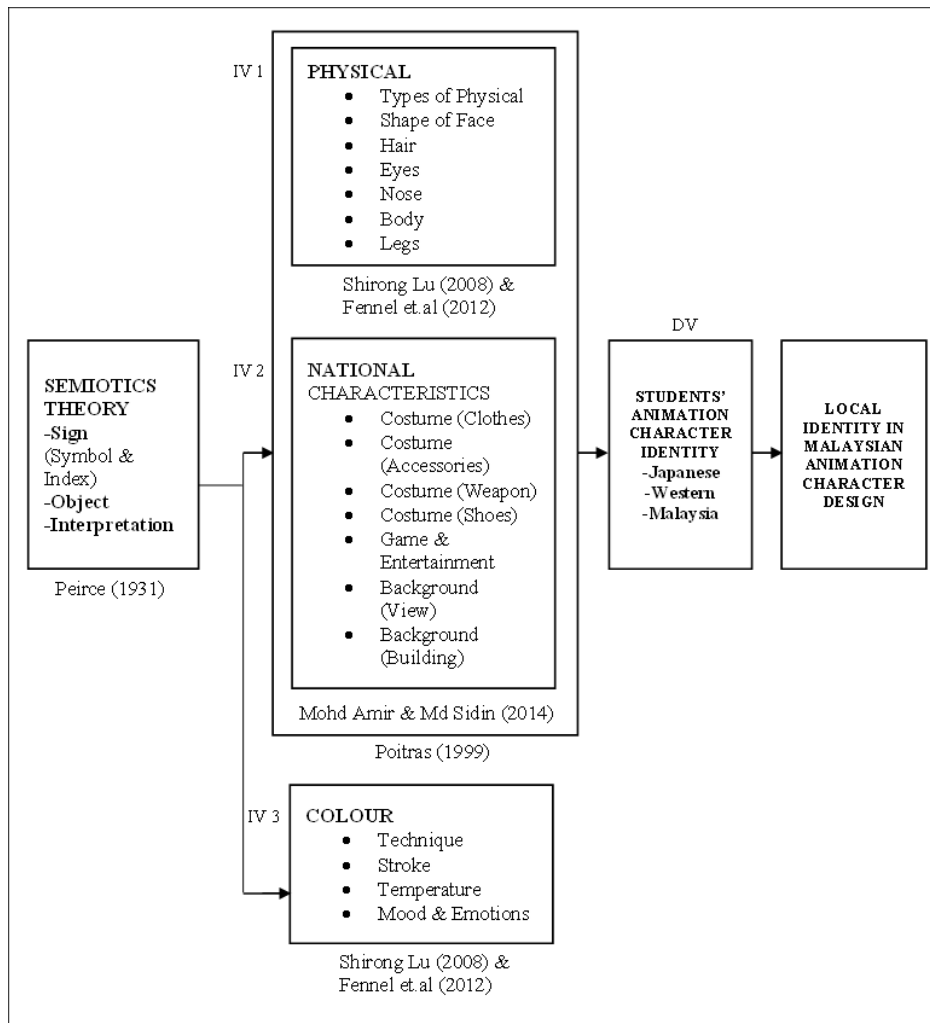 IV 1
PHYSICAL
● Types of Physical
● Shape of Face
● Hair
● Eyes
● Nose
● Body
● Legs
Shirong Lu (2008) &
Fennel et.al (2012)
SEMIOTICS
THEORY
-Sign
(Symbol &
Index)
-Object
-Interpretation
Peirce (1931)
IV 2
NATIONAL
CHARACTERISTICS
● Costume (Clothes)
● Costume
(Accessories)
● Costume (Weapon)
● Costume (Shoes)
● Game &
Entertainment
● Background
(View)
● Background
(Building)
Mohd Amir & Md Sidin (2014)
Poitras (1999)
IV 3
COLOUR
● Technique
● Stroke
● Temperature
● Mood & Emotions
Shirong Lu (2008) &
Fennel et.al (2012)
DV
STUDENTS’
ANIMATION
CHARACTER
IDENTITY
-Japanese
-Western
-Malaysia
LOCAL
IDENTITY IN
MALAYSIAN
ANIMATION
CHARACTER
DESIGN